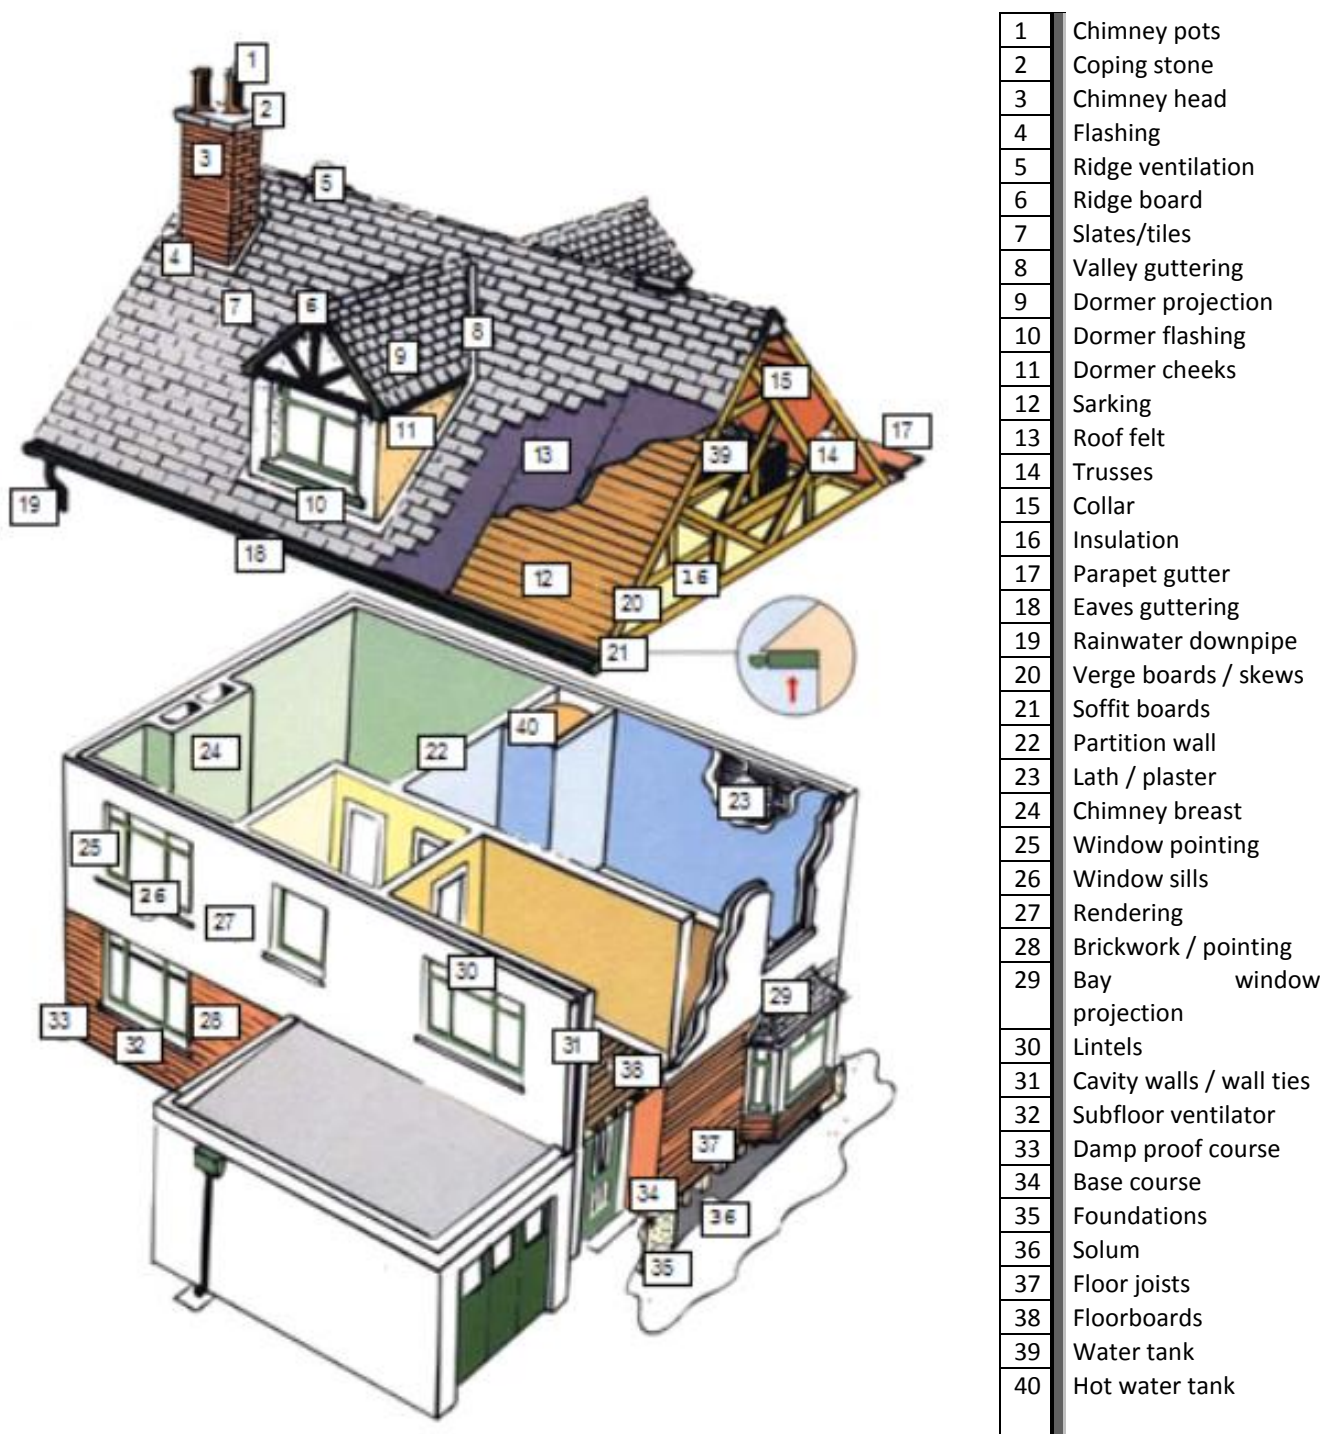 1
2
3
5
4
7
6
8
9
15
11
17
13
39
14
10
19
18
12
16
20
21
40
24
22
23
25
26
27
30
29
33
28
32
31
38
37
34
36
35
1 Chimney pots
2 Coping stone
3 Chimney head
4 Flashing
5 Ridge ventilation
6 Ridge board
7 Slates/tiles
8 Valley guttering
9 Dormer projection
10 Dormer flashing
11 Dormer cheeks
12 Sarking
13 Roof felt
14 Trusses
15 Collar
16 Insulation
17 Parapet gutter
18 Eaves guttering
19 Rainwater downpipe
20 Verge boards / skews
21 Soffit boards
22 Partition wall
23 Lath / plaster
24 Chimney breast
25 Window pointing
26 Window sills
27 Rendering
28 Brickwork / pointing
29 Bay window
projection
30 Lintels
31 Cavity walls / wall ties
32 Subfloor ventilator
33 Damp proof course
34 Base course
35 Foundations
36 Solum
37 Floor joists
38 Floorboards
39 Water tank
40 Hot water tank